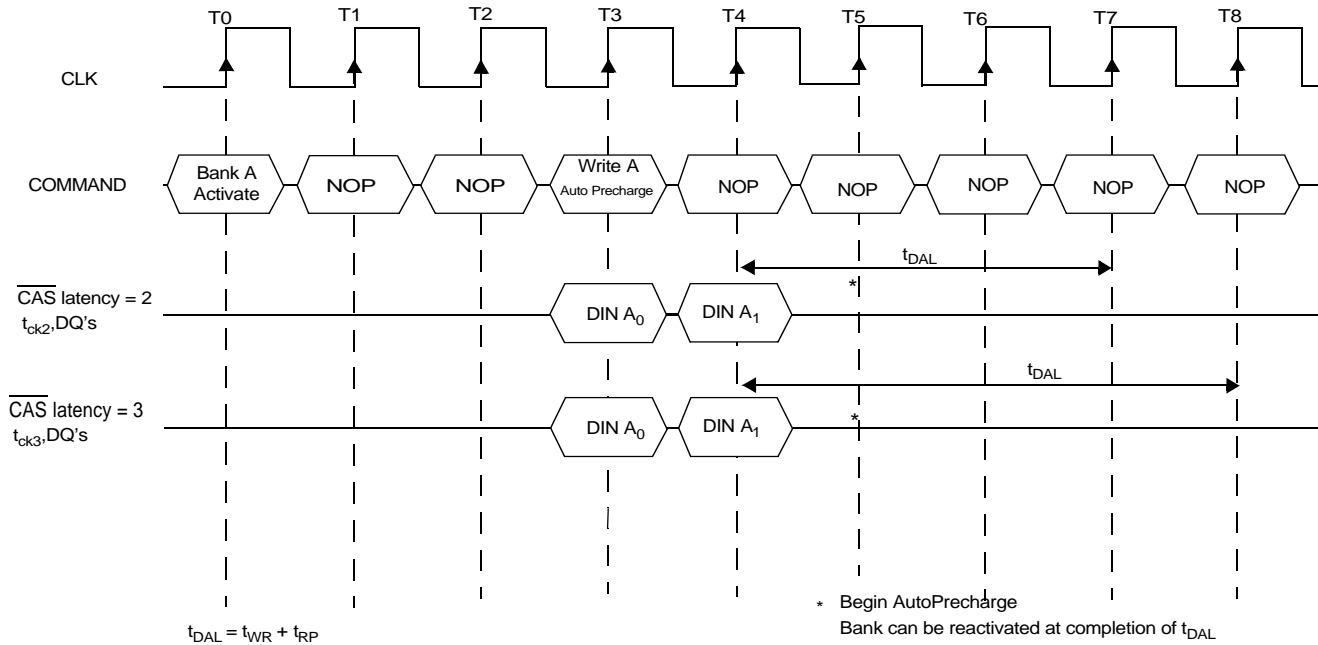 T0 T1 T2 T3 T4 T5 T6 T7 T8
CLK
COMMAND
Bank A
Activate
NOP
NOP
Write A
Auto Precharge
NOP
NOP
NOP
NOP
NOP
tDAL
*
CAS latency = 2
tck2,DQ's
DIN A0
DIN A1
tDAL
*
CAS latency = 3
tck3,DQ's
DIN A0
DIN A1
* Begin AutoPrecharge
Bank can be reactivated at completion of tDAL
tDAL = tWR + tRP